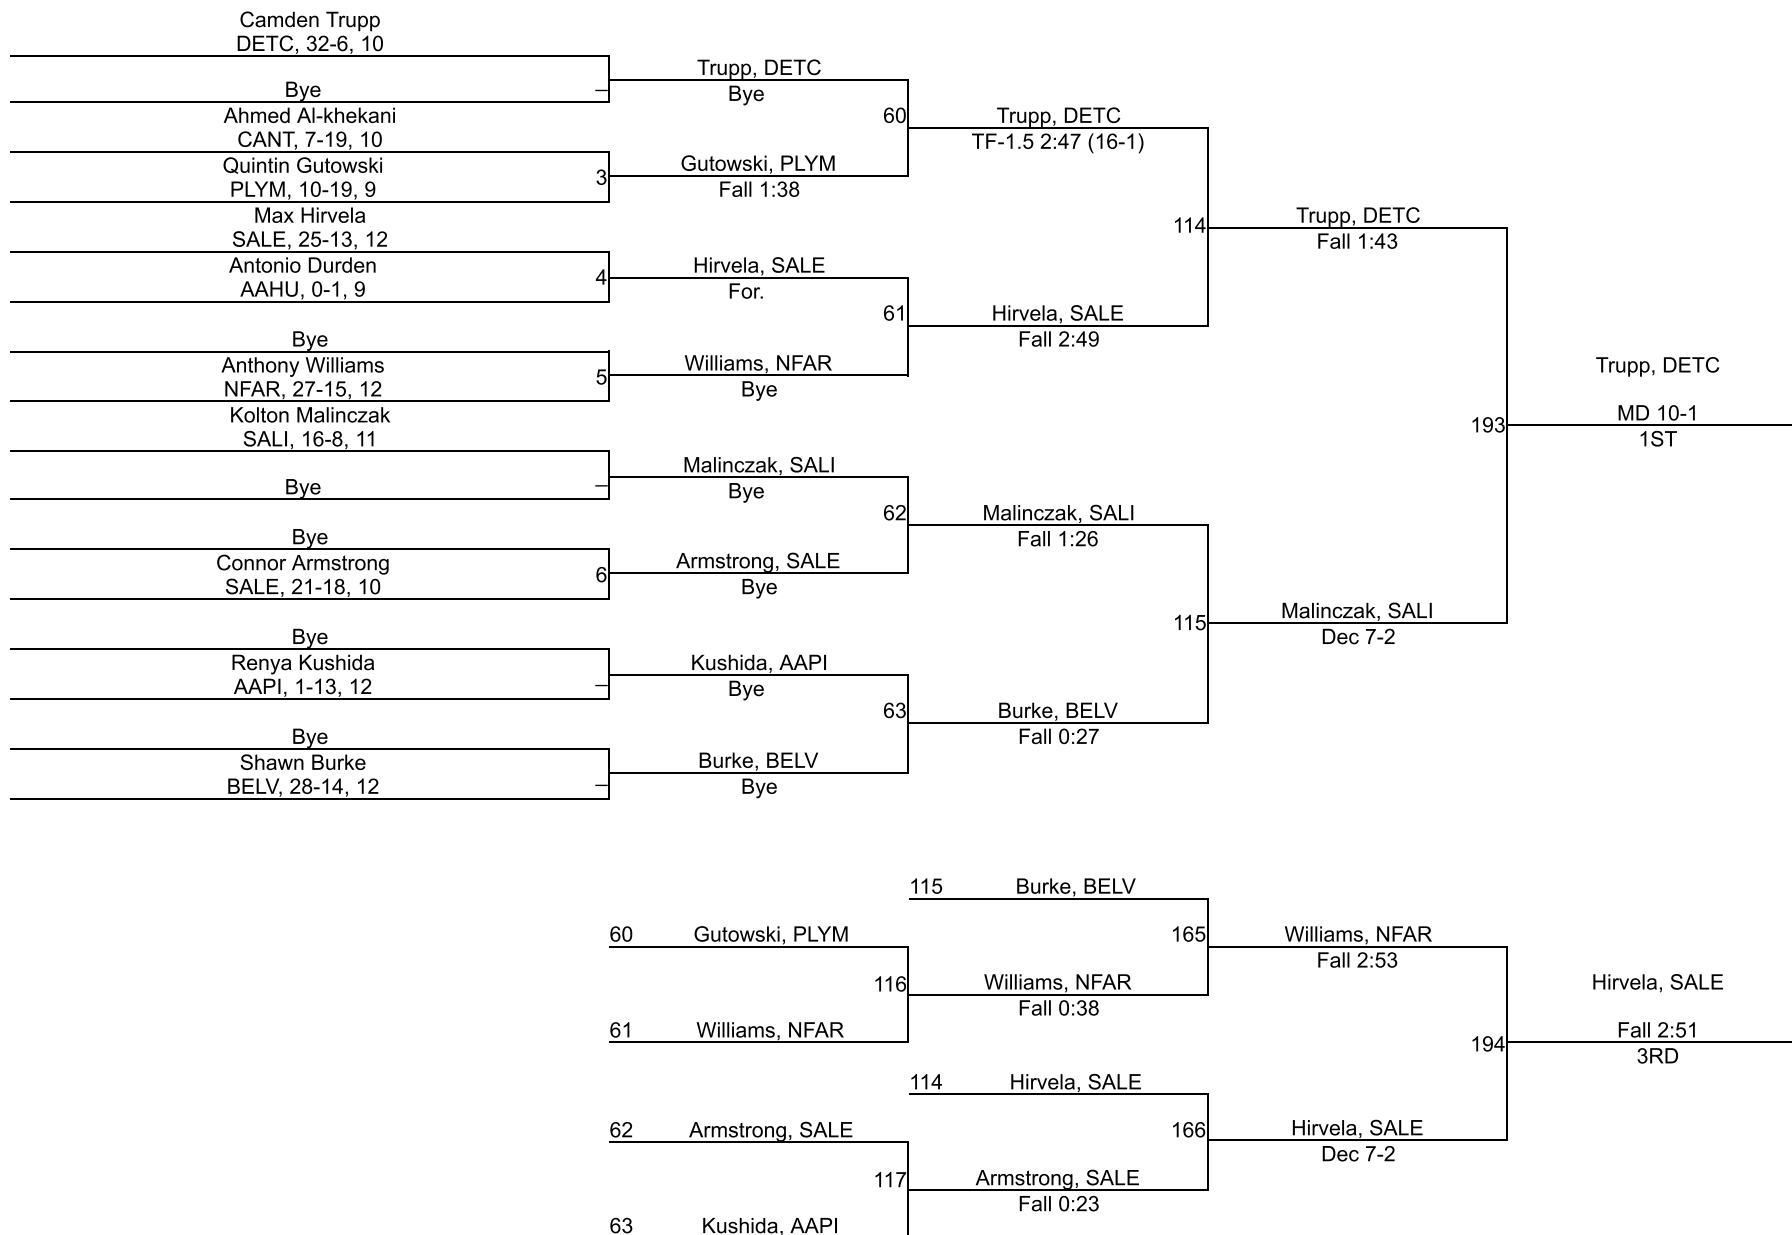 Camden Trupp
DETC, 32-6, 10
Bye
–
Ahmed Al-khekani
CANT, 7-19, 10
Quintin Gutowski
PLYM, 10-19, 9
3
Max Hirvela
SALE, 25-13, 12
Antonio Durden
AAHU, 0-1, 9
4
Bye
Anthony Williams
NFAR, 27-15, 12
5
Kolton Malinczak
SALI, 16-8, 11
Bye
–
Bye
Connor Armstrong
SALE, 21-18, 10
6
Bye
Renya Kushida
AAPI, 1-13, 12
–
Bye
Shawn Burke
BELV, 28-14, 12
–
Trupp, DETC
Bye
60
Gutowski, PLYM
Fall 1:38
Hirvela, SALE
For.
61
Williams, NFAR
Bye
Malinczak, SALI
Bye
62
Armstrong, SALE
Bye
Kushida, AAPI
Bye
63
Burke, BELV
Bye
Trupp, DETC
TF-1.5 2:47 (16-1)
114
Hirvela, SALE
Fall 2:49
Malinczak, SALI
Fall 1:26
115
Burke, BELV
Fall 0:27
Trupp, DETC
Fall 1:43
193
Malinczak, SALI
Dec 7-2
Trupp, DETC
MD 10-1
1ST
115 Burke, BELV
60 Gutowski, PLYM
165
Williams, NFAR
Fall 2:53
116
Williams, NFAR
Fall 0:38
61 Williams, NFAR
Hirvela, SALE
Fall 2:51
194
3RD
114 Hirvela, SALE
62 Armstrong, SALE
166
Hirvela, SALE
Dec 7-2
117
Armstrong, SALE
Fall 0:23
63 Kushida, AAPI